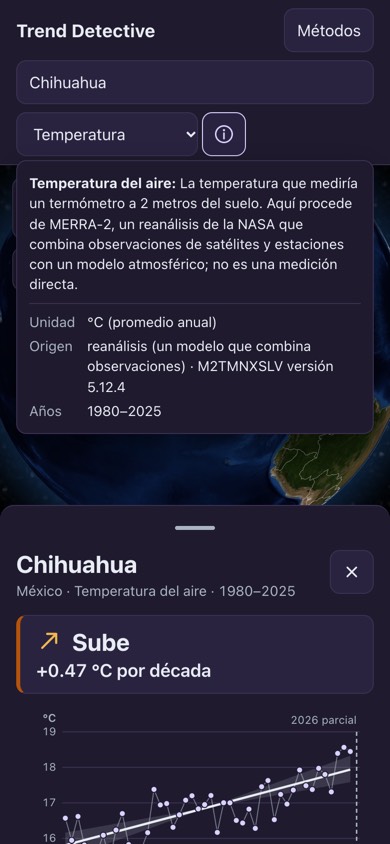 Trend Detective
Métodos
Chihuahua
Temperatura
Temperatura del aire: La temperatura que mediría
un termómetro a 2 metros del suelo. Aquí procede
de MERRA-2, un reanálisis de la NASA que
combina observaciones de satélites y estaciones
con un modelo atmosférico; no es una medición
directa.
Unidad °C (promedio anual)
Origen reanálisis (un modelo que combina
observaciones) · M2TMNXSLV versión
5.12.4
Años 1980–2025
Chihuahua
México · Temperatura del aire · 1980–2025
Sube
+0.47 °C por década
°C
2026 parcial
19
18
17
16